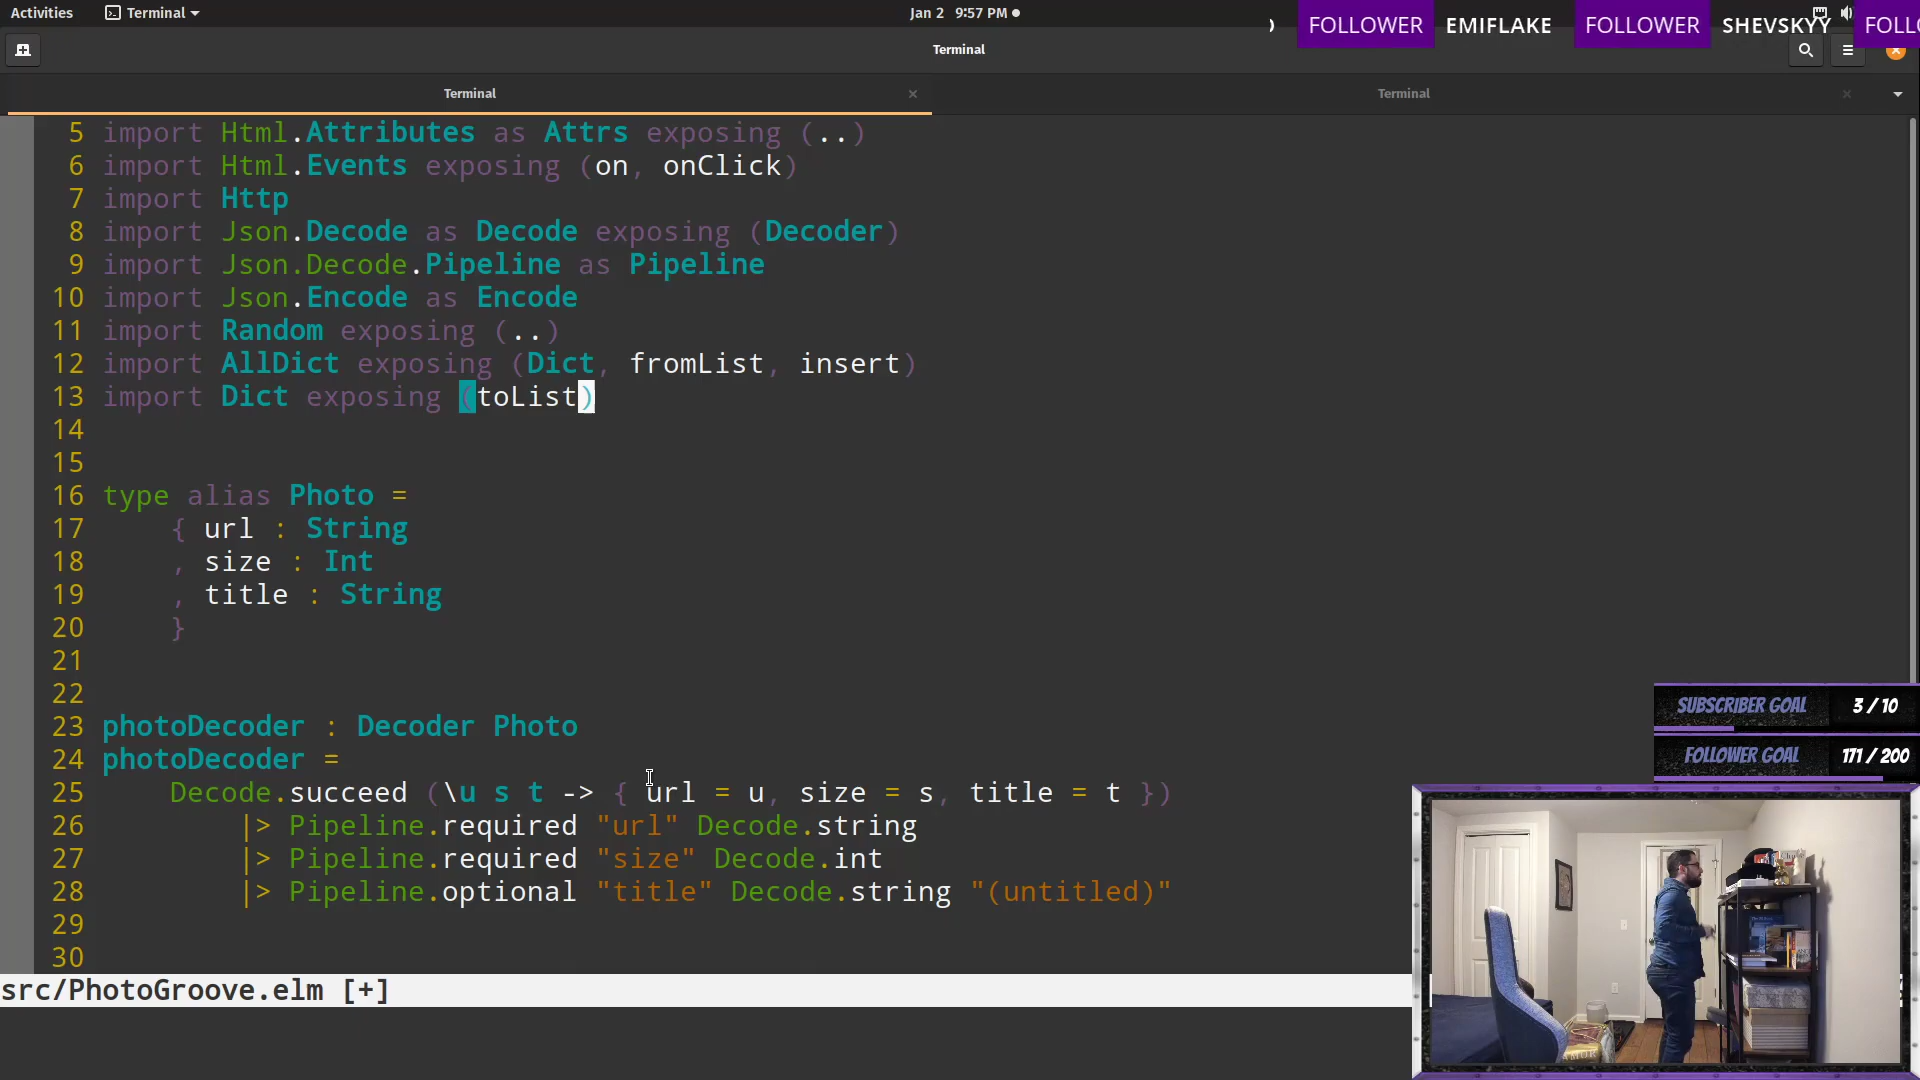 Activities
Terminal
Jan 2 9:57 PM
FOLLOWER EMIFLAKE FOLLOWER SHEVSKYY FOLL
Terminal
Terminal
Terminal
5 import Html.Attributes as Attrs exposing (..)
6 import Html.Events exposing (on, onClick)
7 import Http
8 import Json.Decode as Decode exposing (Decoder)
9 import Json.Decode.Pipeline as Pipeline
10 import Json.Encode as Encode
11 import Random exposing (..)
12 import AllDict exposing (Dict, fromList, insert)
13 import Dict exposing (toList)
14
15
16 type alias Photo =
17     { url : String
18     , size : Int
19     , title : String
20     }
21
22
23 photoDecoder : Decoder Photo
24 photoDecoder =
25     Decode.succeed (\u s t -> { url = u, size = s, title = t })
26         |> Pipeline.required "url" Decode.string
27         |> Pipeline.required "size" Decode.int
28         |> Pipeline.optional "title" Decode.string "(untitled)"
29
30
src/PhotoGroove.elm [+]
SUBSCRIBER GOAL 3 / 10
FOLLOWER GOAL 171 / 200